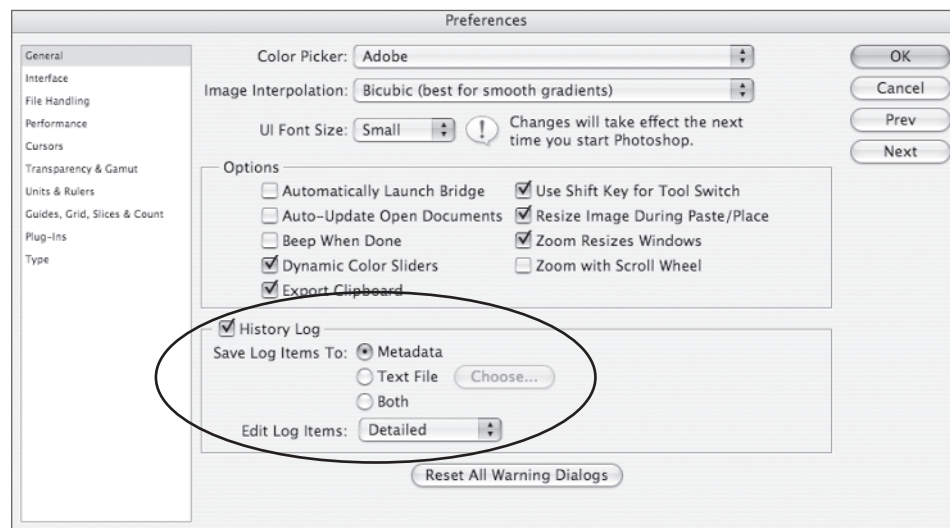 Preferences
General
Interface
File Handling
Performance
Cursors
Transparency & Gamut
Units & Rulers
Guides, Grid, Slices & Count
Plug-Ins
Type
Color Picker: Adobe
Image Interpolation: Bicubic (best for smooth gradients)
UI Font Size: Small
! Changes will take effect the next
time you start Photoshop.
Options
Automatically Launch Bridge
Auto-Update Open Documents
Beep When Done
Dynamic Color Sliders
Export Clipboard
Use Shift Key for Tool Switch
Resize Image During Paste/Place
Zoom Resizes Windows
Zoom with Scroll Wheel
History Log
Save Log Items To: Metadata
Text File Choose...
Both
Edit Log Items: Detailed
Reset All Warning Dialogs
OK
Cancel
Prev
Next